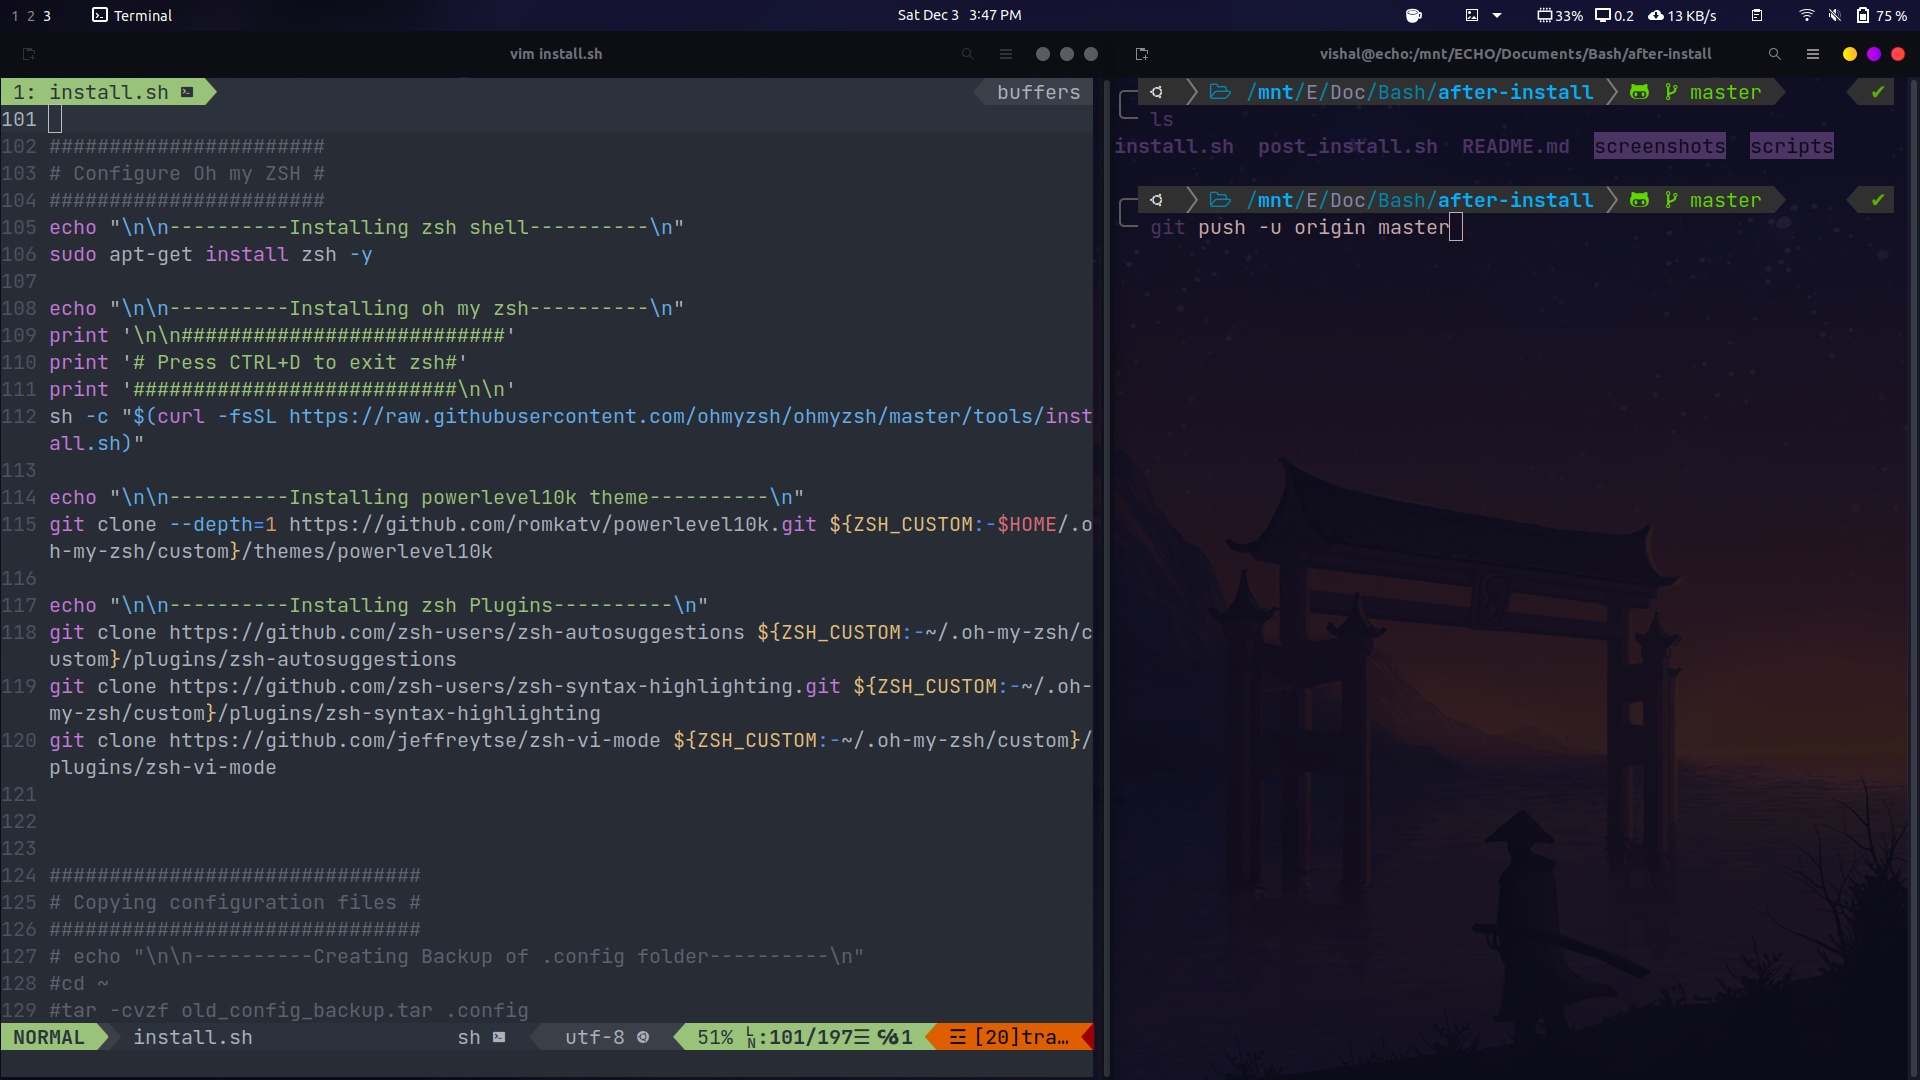 1 2 3 Terminal Sat Dec 3 3:47 PM 33% 0.2 13 KB/s 75 %
vim install.sh
1: install.sh buffers
101
102 #######################
103 # Configure Oh my ZSH #
104 #######################
105 echo "\n\n----------Installing zsh shell----------\n"
106 sudo apt-get install zsh -y
107
108 echo "\n\n----------Installing oh my zsh----------\n"
109 print '\n\n###########################'
110 print '# Press CTRL+D to exit zsh#'
111 print '###########################\n\n'
112 sh -c "$(curl -fsSL https://raw.githubusercontent.com/ohmyzsh/ohmyzsh/master/tools/inst
all.sh)"
113
114 echo "\n\n----------Installing powerlevel10k theme----------\n"
115 git clone --depth=1 https://github.com/romkatv/powerlevel10k.git ${ZSH_CUSTOM:-$HOME/.o
h-my-zsh/custom}/themes/powerlevel10k
116
117 echo "\n\n----------Installing zsh Plugins----------\n"
118 git clone https://github.com/zsh-users/zsh-autosuggestions ${ZSH_CUSTOM:-~/.oh-my-zsh/c
ustom}/plugins/zsh-autosuggestions
119 git clone https://github.com/zsh-users/zsh-syntax-highlighting.git ${ZSH_CUSTOM:-~/.oh-
my-zsh/custom}/plugins/zsh-syntax-highlighting
120 git clone https://github.com/jeffreytse/zsh-vi-mode ${ZSH_CUSTOM:-~/.oh-my-zsh/custom}/
plugins/zsh-vi-mode
121
122
123
124 ###############################
125 # Copying configuration files #
126 ###############################
127 # echo "\n\n----------Creating Backup of .config folder----------\n"
128 #cd ~
129 #tar -cvzf old_config_backup.tar .config
NORMAL install.sh sh utf-8 51% LN:101/197☰ ℅1 ☲ [20]tra…
vishal@echo:/mnt/ECHO/Documents/Bash/after-install
/mnt/E/Doc/Bash/after-install master ✔
ls
install.sh post_install.sh README.md screenshots scripts
/mnt/E/Doc/Bash/after-install master ✔
git push -u origin master